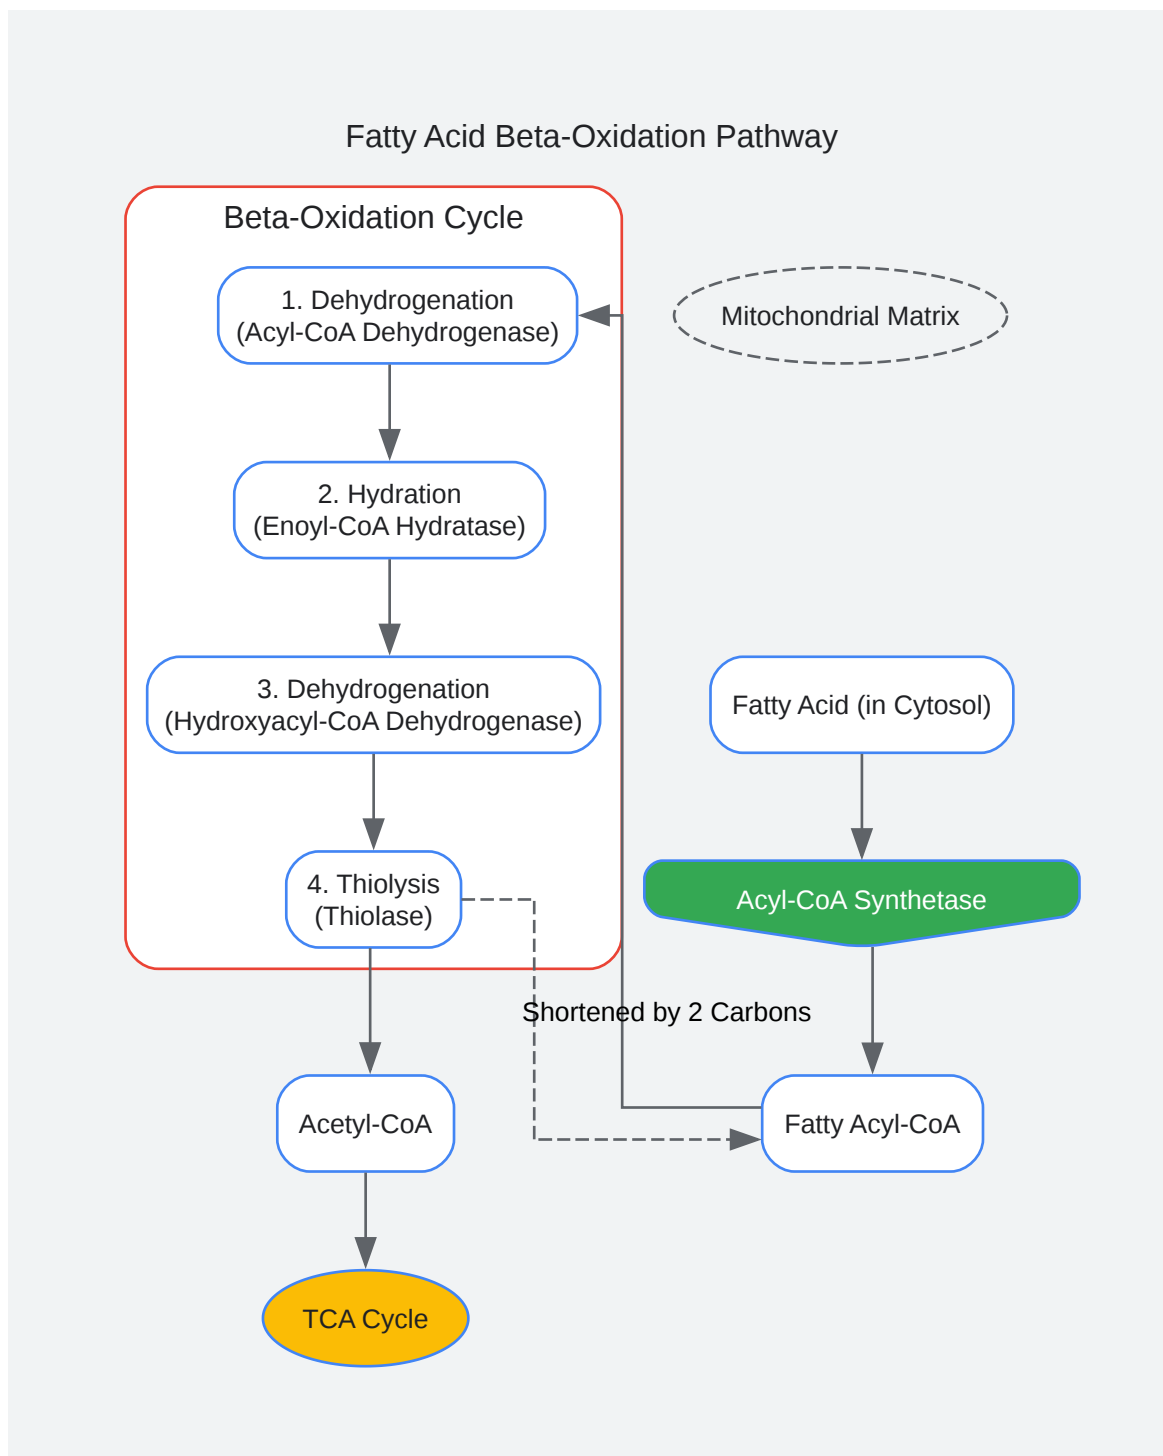 Fatty Acid Beta-Oxidation Pathway
Beta-Oxidation Cycle
1. Dehydrogenation
(Acyl-CoA Dehydrogenase)
Mitochondrial Matrix
2. Hydration
(Enoyl-CoA Hydratase)
3. Dehydrogenation
(Hydroxyacyl-CoA Dehydrogenase)
Fatty Acid (in Cytosol)
4. Thiolysis
(Thiolase)
Acyl-CoA Synthetase
Shortened by 2 Carbons
Acetyl-CoA
Fatty Acyl-CoA
TCA Cycle